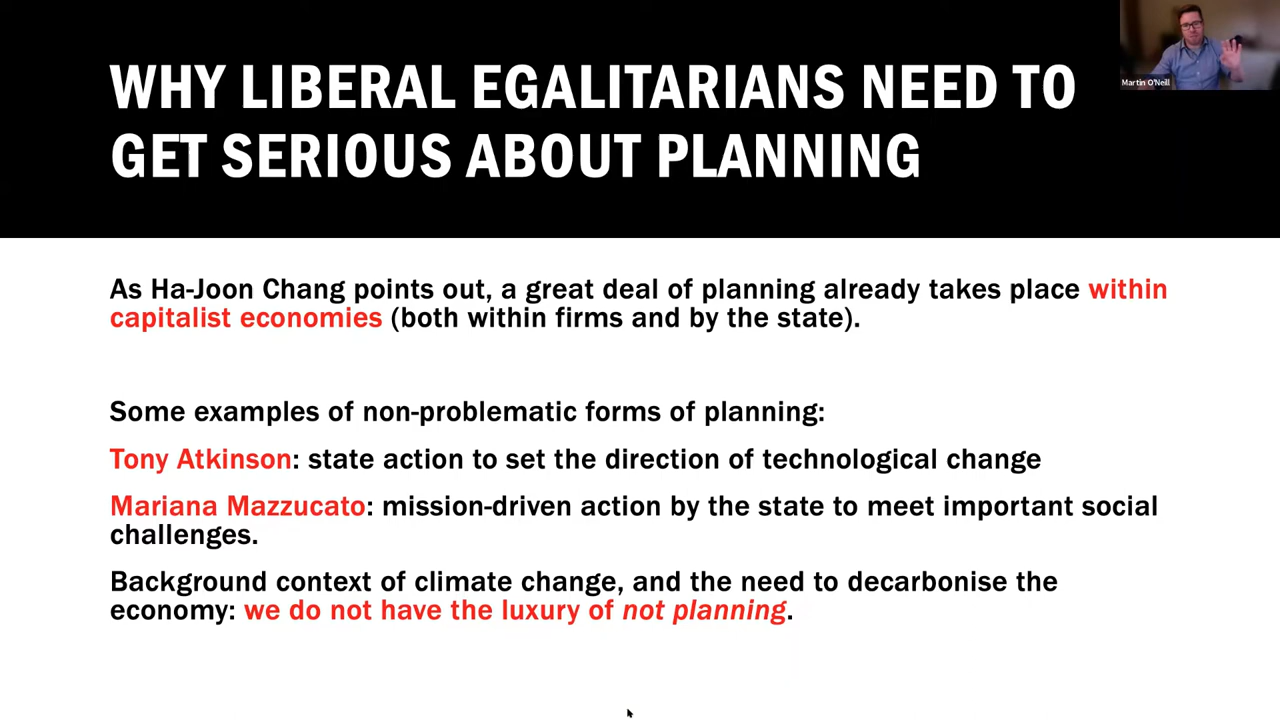 WHY LIBERAL EGALITARIANS NEED TO
GET SERIOUS ABOUT PLANNING
Martin O'Neill
As Ha-Joon Chang points out, a great deal of planning already takes place within
capitalist economies (both within firms and by the state).
Some examples of non-problematic forms of planning:
Tony Atkinson: state action to set the direction of technological change
Mariana Mazzucato: mission-driven action by the state to meet important social
challenges.
Background context of climate change, and the need to decarbonise the
economy: we do not have the luxury of not planning.